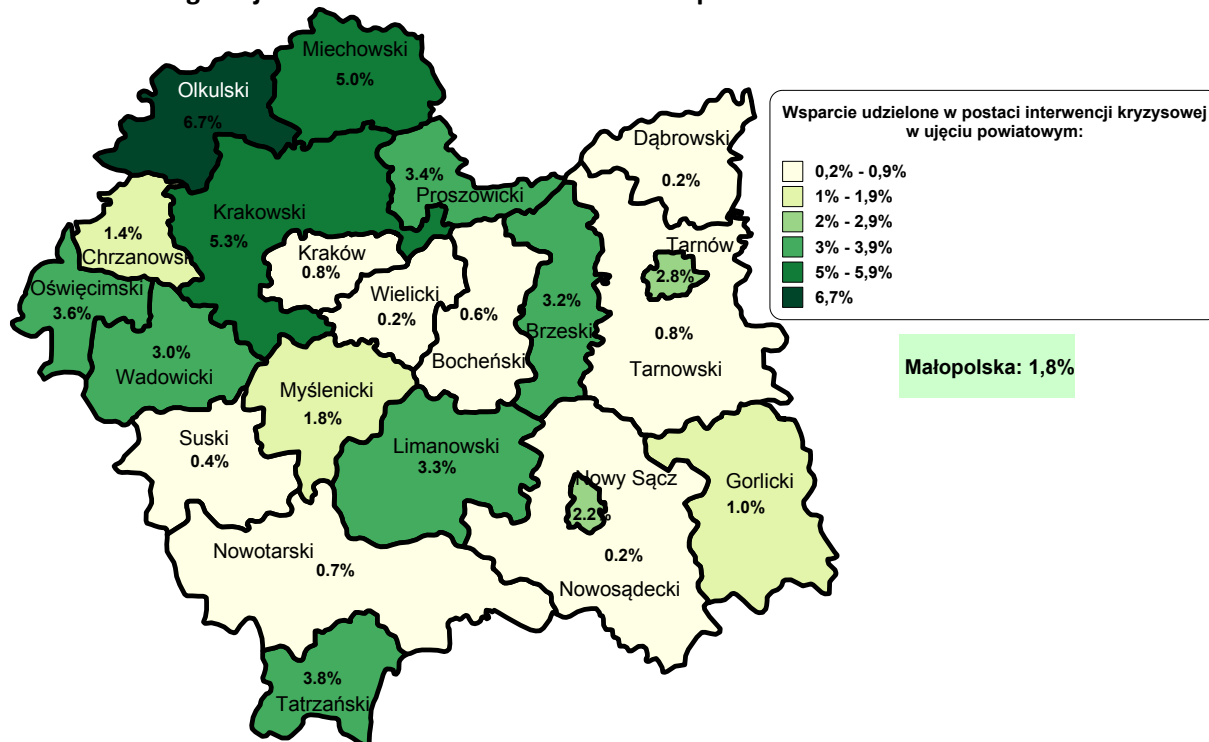 Miechowski
5.0%
Olkulski
6.7%
Wsparcie udzielone w postaci interwencji kryzysowej
w ujęciu powiatowym:
0,2% - 0,9%
1% - 1,9%
2% - 2,9%
3% - 3,9%
5% - 5,9%
6,7%
Małopolska: 1,8%
Dąbrowski
0.2%
3.4%
Proszowicki
Krakowski
5.3%
1.4%
Chrzanowski
Kraków
0.8%
Tarnów
2.8%
Oświęcimski
3.6%
Wielicki
0.2%
0.6%
Bocheński
3.2%
Brzeski
0.8%
Tarnowski
3.0%
Wadowicki
Myślenicki
1.8%
Suski
0.4%
Limanowski
3.3%
Nowy Sącz
2.2%
Gorlicki
1.0%
Nowotarski
0.7%
0.2%
Nowosądecki
3.8%
Tatrzański